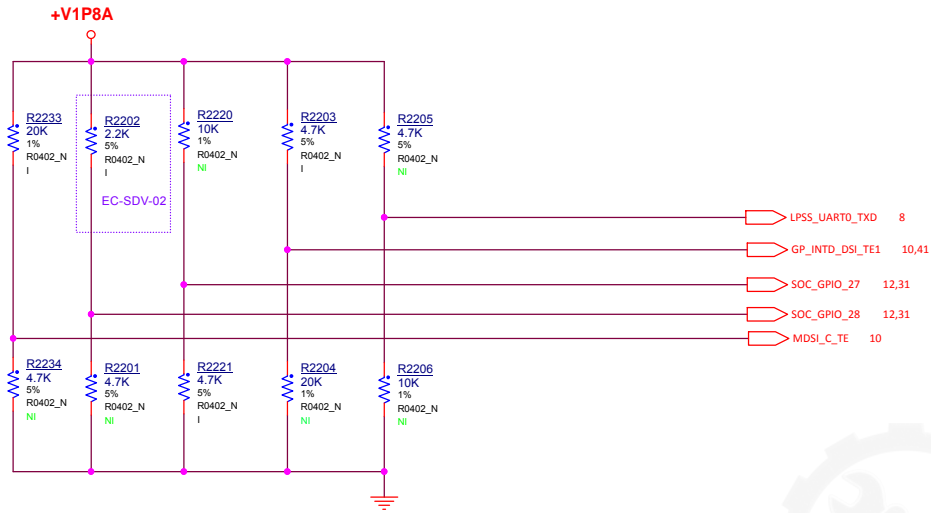 +V1P8A
R2233
20K
1%
R0402_N
I
R2202
2.2K
5%
R0402_N
I
EC-SDV-02
R2220
10K
1%
R0402_N
NI
R2203
4.7K
5%
R0402_N
I
R2205
4.7K
5%
R0402_N
NI
LPSS_UART0_TXD 8
GP_INTD_DSI_TE1 10,41
SOC_GPIO_27 12,31
SOC_GPIO_28 12,31
MDSI_C_TE 10
R2234
4.7K
5%
R0402_N
NI
R2201
4.7K
5%
R0402_N
NI
R2221
4.7K
5%
R0402_N
I
R2204
20K
1%
R0402_N
NI
R2206
10K
1%
R0402_N
NI